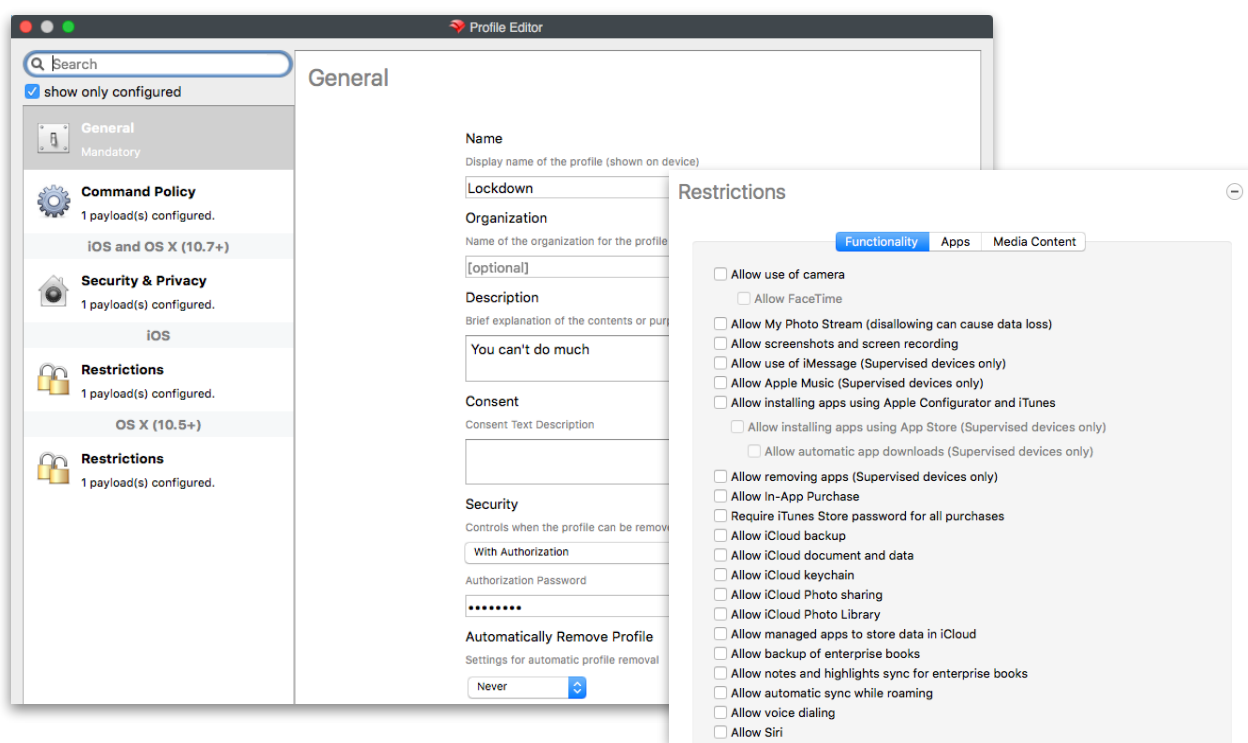 Profile Editor
Search
show only configured
General
Mandatory
Command Policy
1 payload(s) configured.
iOS and OS X (10.7+)
Security & Privacy
1 payload(s) configured.
iOS
Restrictions
1 payload(s) configured.
OS X (10.5+)
Restrictions
1 payload(s) configured.
General
Name
Display name of the profile (shown on device)
Lockdown
Organization
Name of the organization for the profile
[optional]
Description
Brief explanation of the contents or purp
You can't do much
Consent
Consent Text Description
Security
Controls when the profile can be remove
With Authorization
Authorization Password
••••••••
Automatically Remove Profile
Settings for automatic profile removal
Never
Restrictions
Functionality Apps Media Content
Allow use of camera
Allow FaceTime
Allow My Photo Stream (disallowing can cause data loss)
Allow screenshots and screen recording
Allow use of iMessage (Supervised devices only)
Allow Apple Music (Supervised devices only)
Allow installing apps using Apple Configurator and iTunes
Allow installing apps using App Store (Supervised devices only)
Allow automatic app downloads (Supervised devices only)
Allow removing apps (Supervised devices only)
Allow In-App Purchase
Require iTunes Store password for all purchases
Allow iCloud backup
Allow iCloud document and data
Allow iCloud keychain
Allow iCloud Photo sharing
Allow iCloud Photo Library
Allow managed apps to store data in iCloud
Allow backup of enterprise books
Allow notes and highlights sync for enterprise books
Allow automatic sync while roaming
Allow voice dialing
Allow Siri